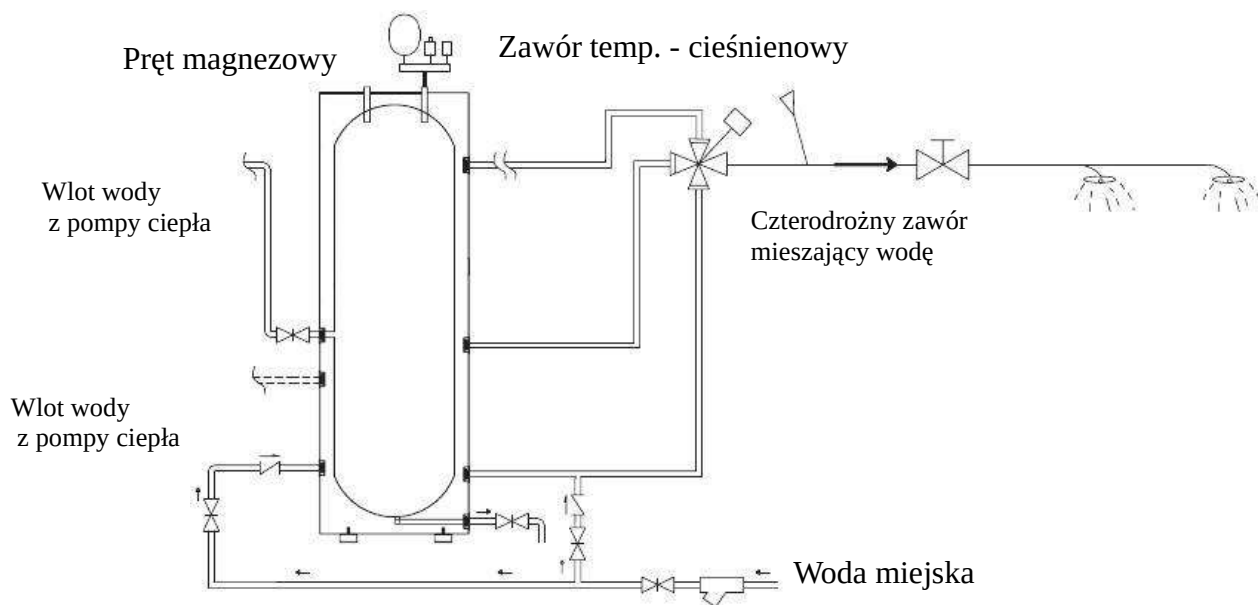 Pręt magnezowy
Zawór temp. - cieśnienowy
Wlot wody
z pompy ciepła
Czterodrożny zawór
mieszający wodę
Wlot wody
z pompy ciepła
Woda miejska